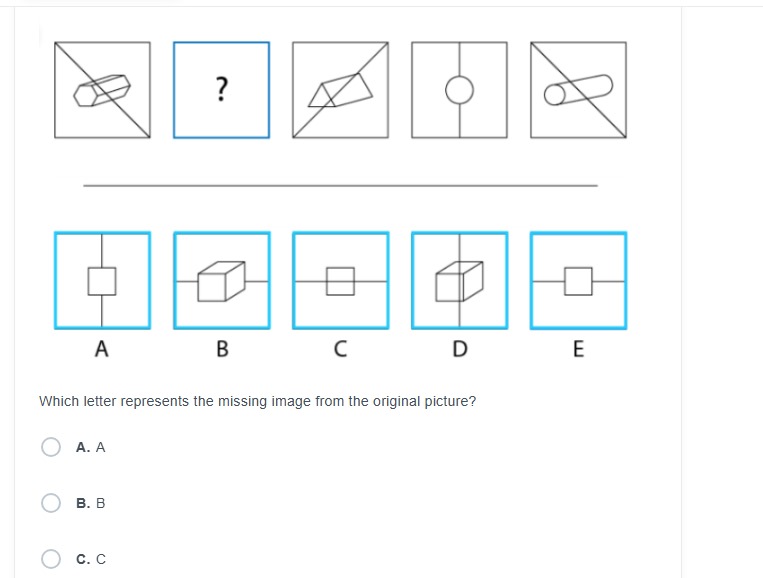 ?
A B C D E
Which letter represents the missing image from the original picture?
A. A
B. B
C. C